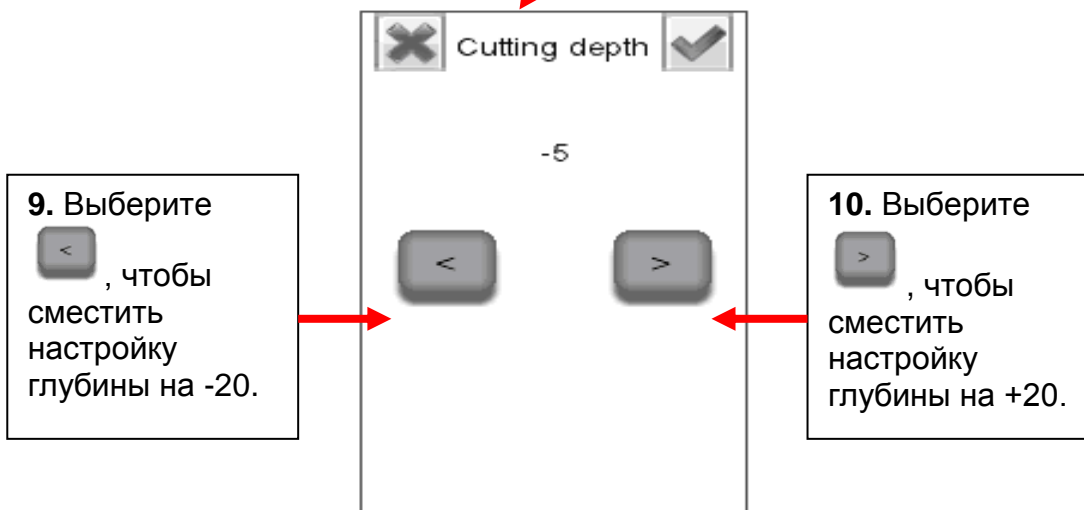 Cutting depth
-5
9. Выберите
<
, чтобы
сместить
настройку
глубины на -20.
<
>
10. Выберите
>
, чтобы
сместить
настройку
глубины на +20.